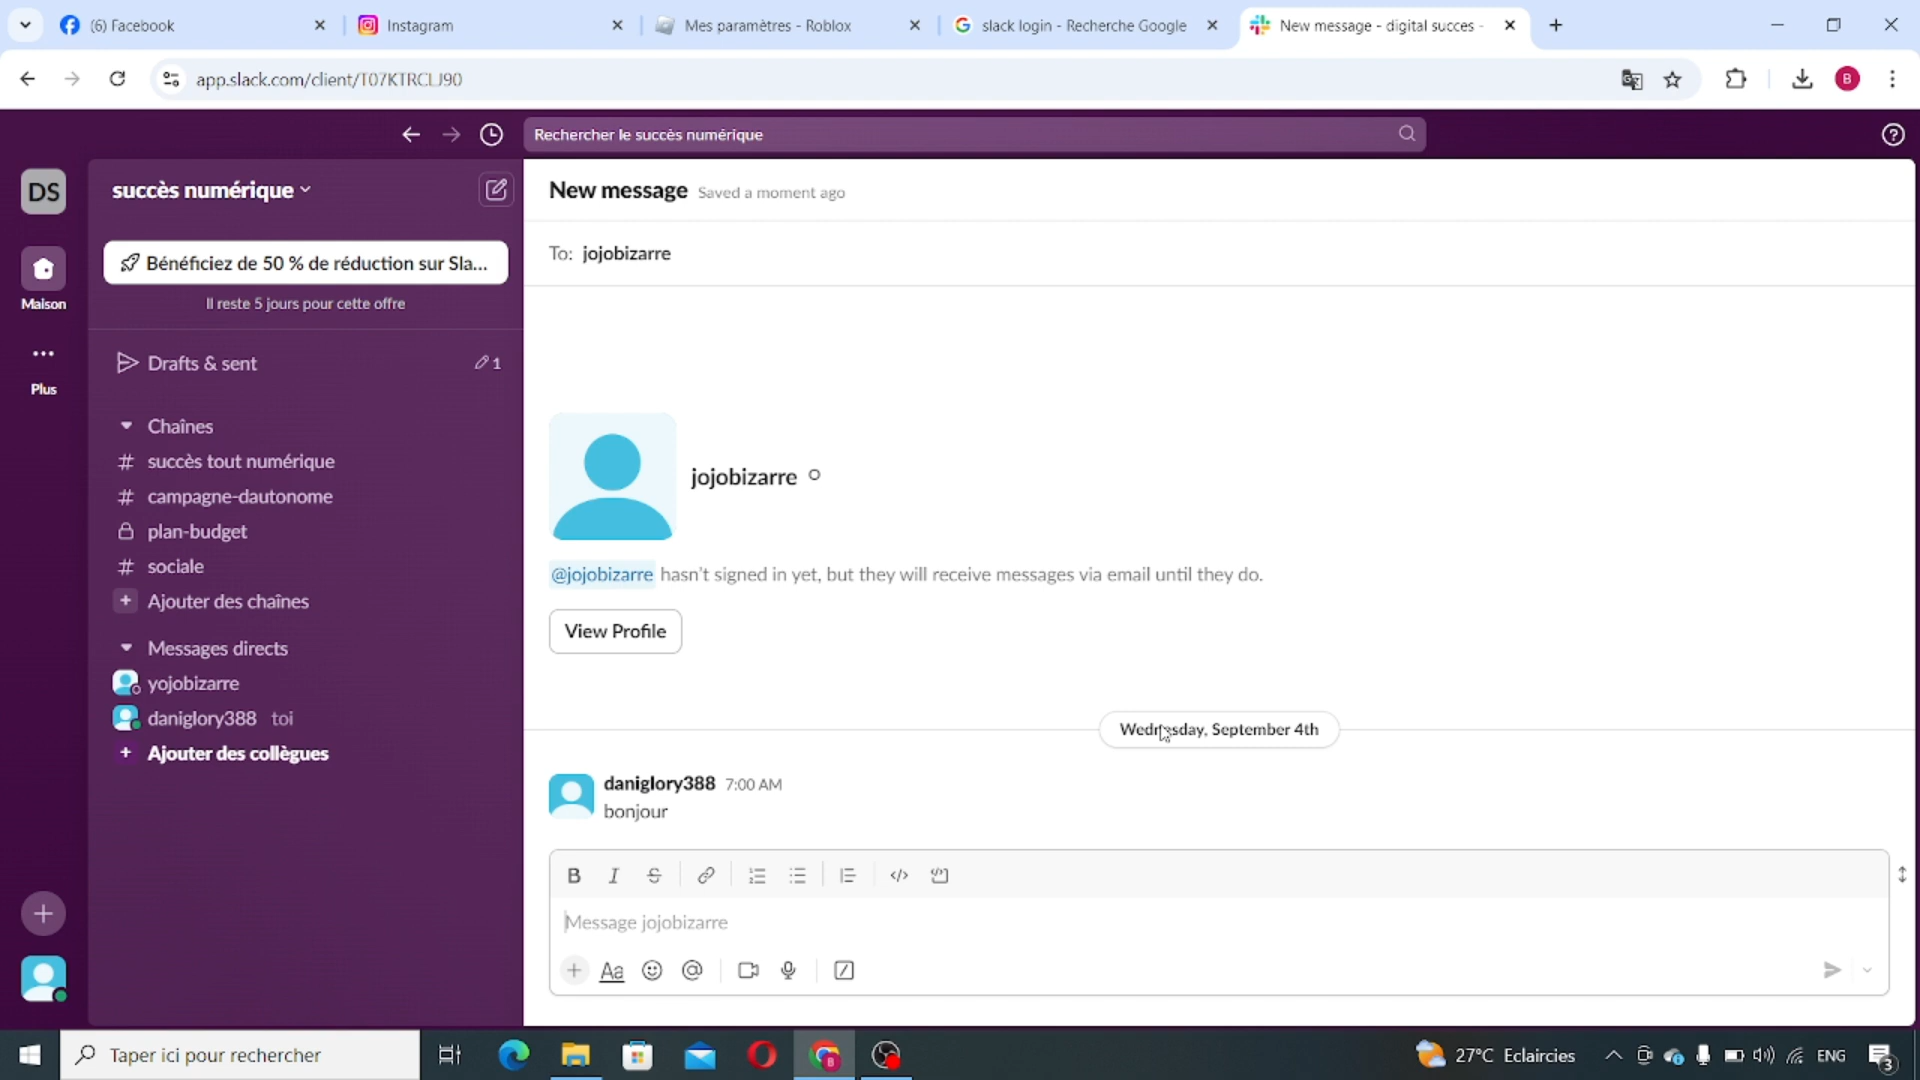 (6) Facebook
Instagram
Mes paramètres - Roblox
slack login - Recherche Google
New message - digital succes -
app.slack.com/client/T07KTRCLJ90
B
Rechercher le succès numérique
DS
succès numérique
Bénéficiez de 50 % de réduction sur Sla...
Il reste 5 jours pour cette offre
Maison
Plus
Drafts & sent
1
Chaînes
# succès tout numérique
# campagne-dautonome
plan-budget
# sociale
+ Ajouter des chaînes
Messages directs
yojobizarre
daniglory388 toi
+ Ajouter des collègues
New message Saved a moment ago
To: jojobizarre
jojobizarre
@jojobizarre hasn't signed in yet, but they will receive messages via email until they do.
View Profile
Wednesday, September 4th
daniglory388 7:00 AM
bonjour
B I S
Message jojobizarre
Aa
Taper ici pour rechercher
27°C Eclaircies
ENG
3